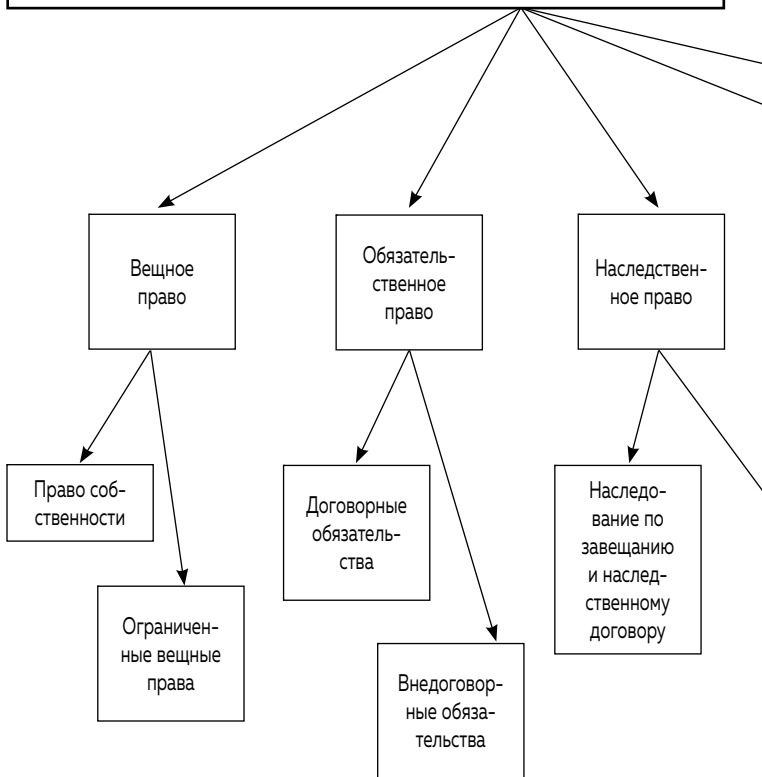 Вещное
право
Обязатель-
ственное
право
Наследствен-
ное право
Право соб-
ственности
Ограничен-
ные вещные
права
Договорные
обязатель-
ства
Внедоговор-
ные обяза-
тельства
Наследо-
вание по
завещанию
и наслед-
ственному
договору